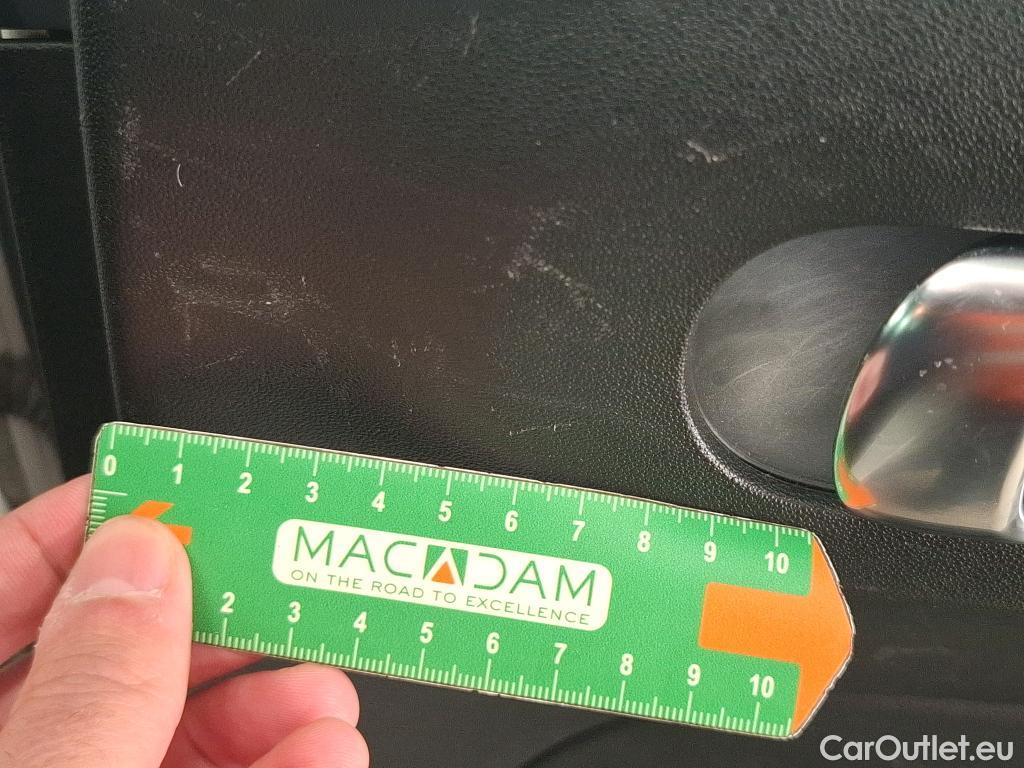 0 1 2 3 4 5 6 7 8 9 10
MACADAM
ON THE ROAD TO EXCELLENCE
2 3 4 5 6 7 8 9 10
CarOutlet.eu